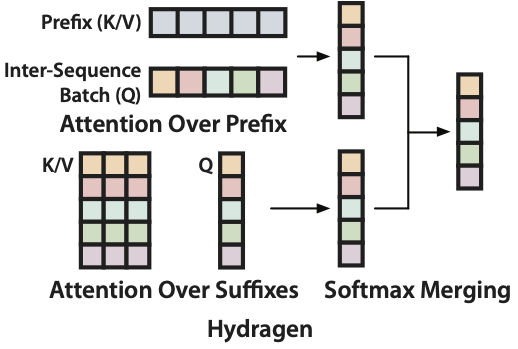 Prefix (K/V)
Inter-Sequence
Batch (Q)
Attention Over Prefix
K/V
Q
Attention Over Suffixes
Softmax Merging
Hydragen